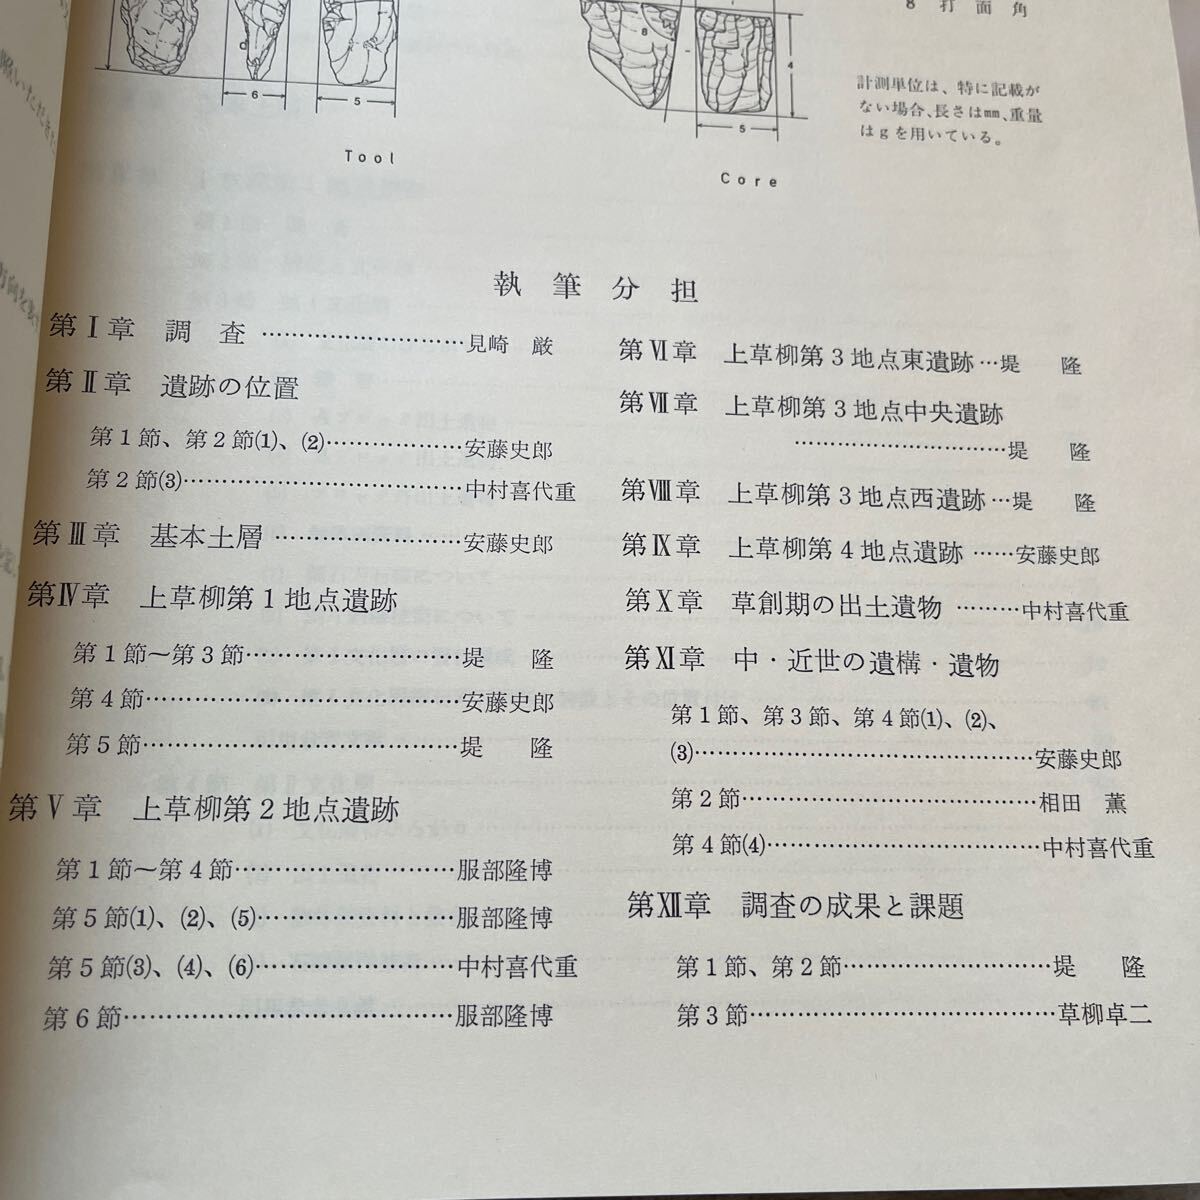 8 打面角
6
5
8
4
5
計測単位は、特に記載が
ない場合、長さは㎜、重量
はgを用いている。
Tool
Core
執筆分担
第Ⅰ章 調査…………………………見崎 厳
第Ⅱ章 遺跡の位置
第1節、第2節⑴、⑵………………安藤史郎
第2節⑶………………………………中村喜代重
第Ⅲ章 基本土層……………………安藤史郎
第Ⅳ章 上草柳第1地点遺跡
第1節～第3節………………………堤 隆
第4節…………………………………安藤史郎
第5節…………………………………堤 隆
第Ⅴ章 上草柳第2地点遺跡
第1節～第4節………………………服部隆博
第5節⑴、⑵、⑸……………………服部隆博
第5節⑶、⑷、⑹……………………中村喜代重
第6節…………………………………服部隆博
第Ⅵ章 上草柳第3地点東遺跡…堤 隆
第Ⅶ章 上草柳第3地点中央遺跡
………………………堤 隆
第Ⅷ章 上草柳第3地点西遺跡…堤 隆
第Ⅸ章 上草柳第4地点遺跡……安藤史郎
第Ⅹ章 草創期の出土遺物………中村喜代重
第Ⅺ章 中・近世の遺構・遺物
第1節、第3節、第4節⑴、⑵、
⑶……………………………………安藤史郎
第2節………………………………相田 薫
第4節⑷……………………………中村喜代重
第Ⅻ章 調査の成果と課題
第1節、第2節……………………堤 隆
第3節………………………………草柳卓二